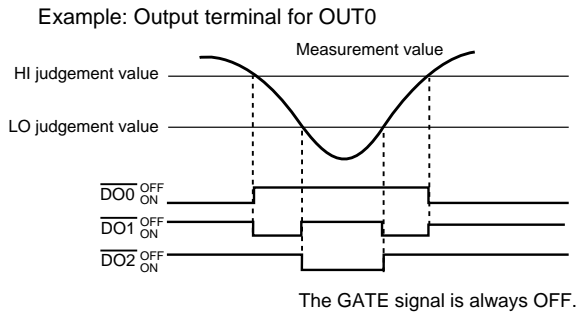 Example: Output terminal for OUT0
Measurement value
HI judgement value
LO judgement value
DO0 OFF
ON
DO1 OFF
ON
DO2 OFF
ON
The GATE signal is always OFF.